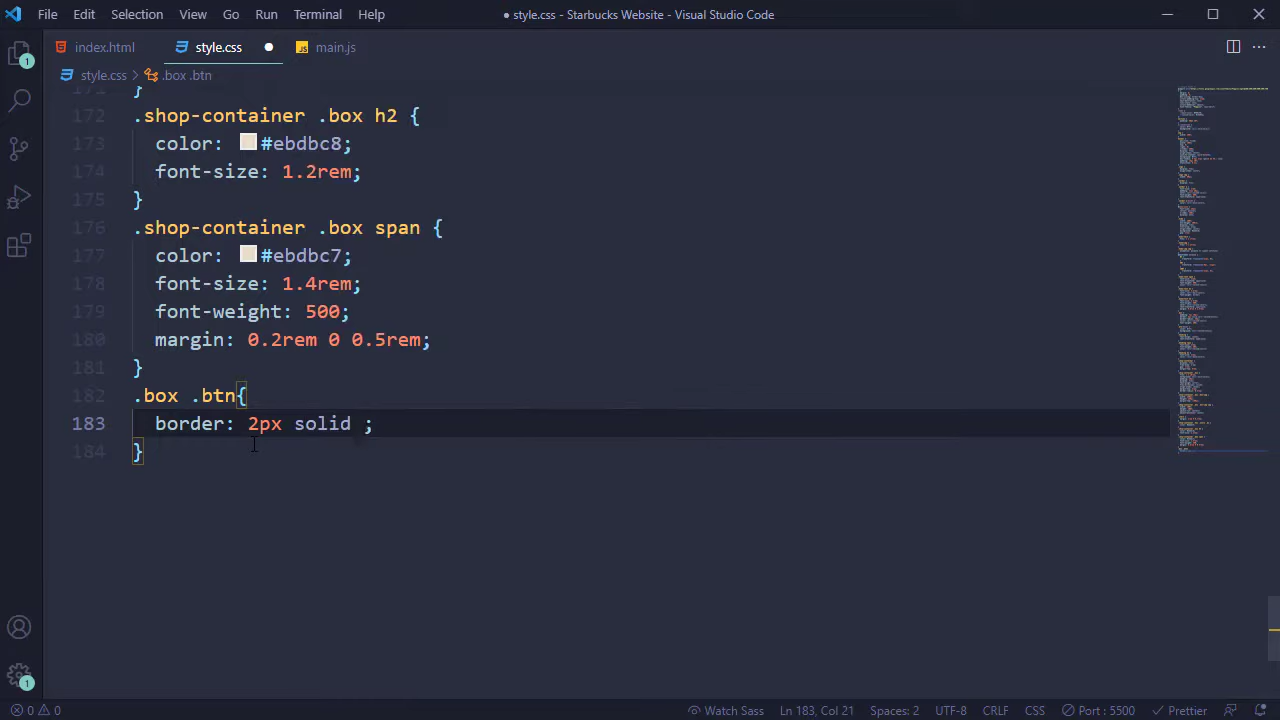 File Edit Selection View Go Run Terminal Help
● style.css - Starbucks Website - Visual Studio Code
index.html style.css ● main.js
style.css > .box .btn
171 }
172 .shop-container .box h2 {
173 color: #ebdbc8;
174 font-size: 1.2rem;
175 }
176 .shop-container .box span {
177 color: #ebdbc7;
178 font-size: 1.4rem;
179 font-weight: 500;
180 margin: 0.2rem 0 0.5rem;
181 }
182 .box .btn{
183 border: 2px solid ;
184 }
1
1
0 0 Watch Sass Ln 183, Col 21 Spaces: 2 UTF-8 CRLF CSS Port : 5500 Prettier